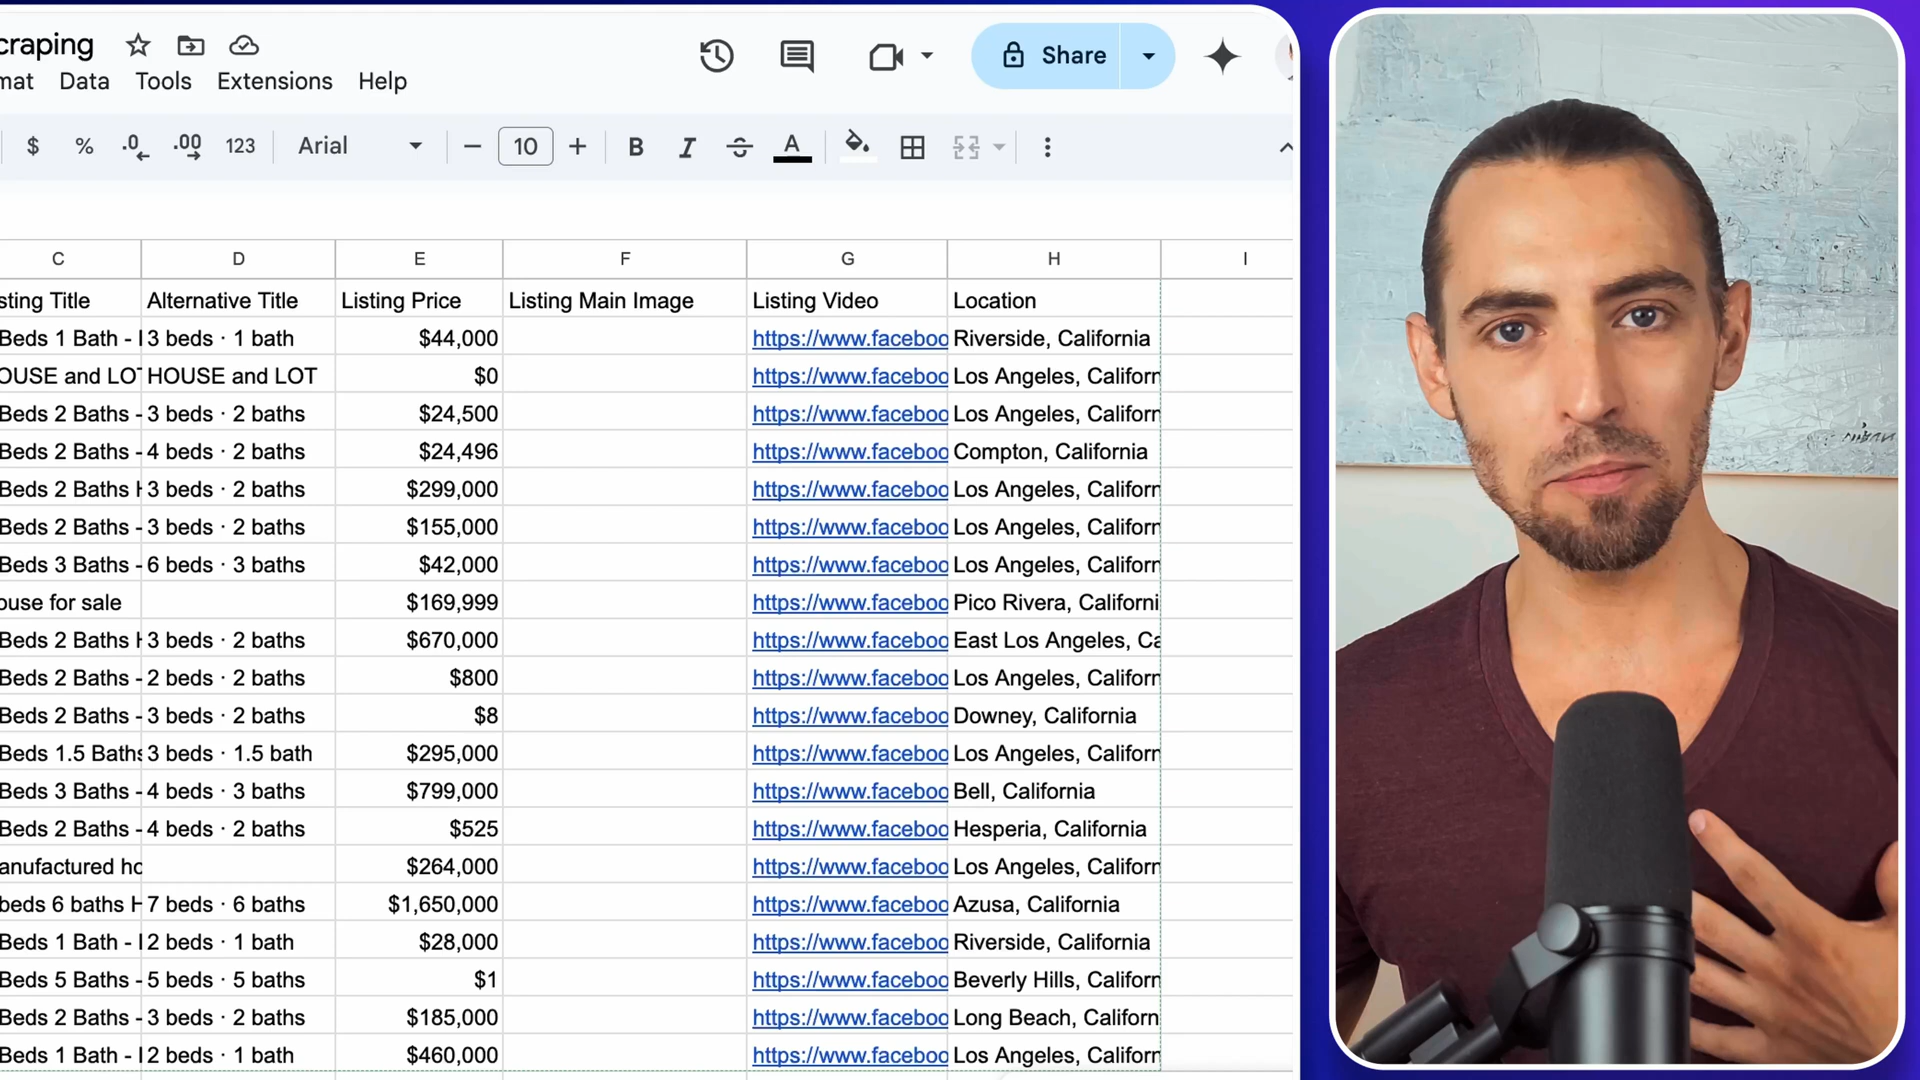 craping
mat Data Tools Extensions Help
Share
$ % .0 .00 123 Arial 10 B I A
C D E F G H I
sting Title Alternative Title Listing Price Listing Main Image Listing Video Location
Beds 1 Bath - 3 beds · 1 bath $44,000 https://www.faceboo Riverside, California
OUSE and LOT HOUSE and LOT $0 https://www.faceboo Los Angeles, Californ
Beds 2 Baths - 3 beds · 2 baths $24,500 https://www.faceboo Los Angeles, Californ
Beds 2 Baths - 4 beds · 2 baths $24,496 https://www.faceboo Compton, California
Beds 2 Baths H 3 beds · 2 baths $299,000 https://www.faceboo Los Angeles, Californ
Beds 2 Baths - 3 beds · 2 baths $155,000 https://www.faceboo Los Angeles, Californ
Beds 3 Baths - 6 beds · 3 baths $42,000 https://www.faceboo Los Angeles, Californ
ouse for sale $169,999 https://www.faceboo Pico Rivera, Californi
Beds 2 Baths H 3 beds · 2 baths $670,000 https://www.faceboo East Los Angeles, Ca
Beds 2 Baths - 2 beds · 2 baths $800 https://www.faceboo Los Angeles, Californ
Beds 2 Baths - 3 beds · 2 baths $8 https://www.faceboo Downey, California
Beds 1.5 Baths 3 beds · 1.5 bath $295,000 https://www.faceboo Los Angeles, Californ
Beds 3 Baths - 4 beds · 3 baths $799,000 https://www.faceboo Bell, California
Beds 2 Baths - 4 beds · 2 baths $525 https://www.faceboo Hesperia, California
anufactured ho $264,000 https://www.faceboo Los Angeles, Californ
beds 6 baths H 7 beds · 6 baths $1,650,000 https://www.faceboo Azusa, California
Beds 1 Bath - 2 beds · 1 bath $28,000 https://www.faceboo Riverside, California
Beds 5 Baths - 5 beds · 5 baths $1 https://www.faceboo Beverly Hills, Californ
Beds 2 Baths - 3 beds · 2 baths $185,000 https://www.faceboo Long Beach, Californ
Beds 1 Bath - 2 beds · 1 bath $460,000 https://www.faceboo Los Angeles, Californ